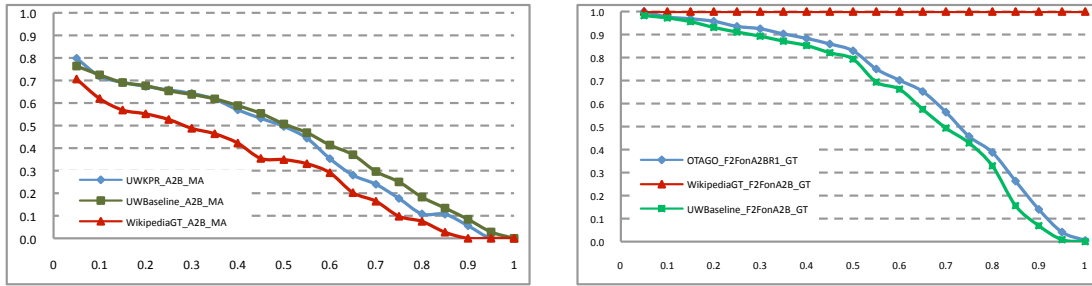 1.0
0.9
0.8
0.7
0.6
0.5
0.4
0.3
0.2
0.1
0.0
UWKPR_A2B_MA
UWBaseline_A2B_MA
WikipediaGT_A2B_MA
0 0.1 0.2 0.3 0.4 0.5 0.6 0.7 0.8 0.9 1
1.0
0.9
0.8
0.7
0.6
0.5
0.4
0.3
0.2
0.1
0.0
OTAGO_F2FonA2BR1_GT
WikipediaGT_F2FonA2B_GT
UWBaseline_F2FonA2B_GT
0 0.1 0.2 0.3 0.4 0.5 0.6 0.7 0.8 0.9 1